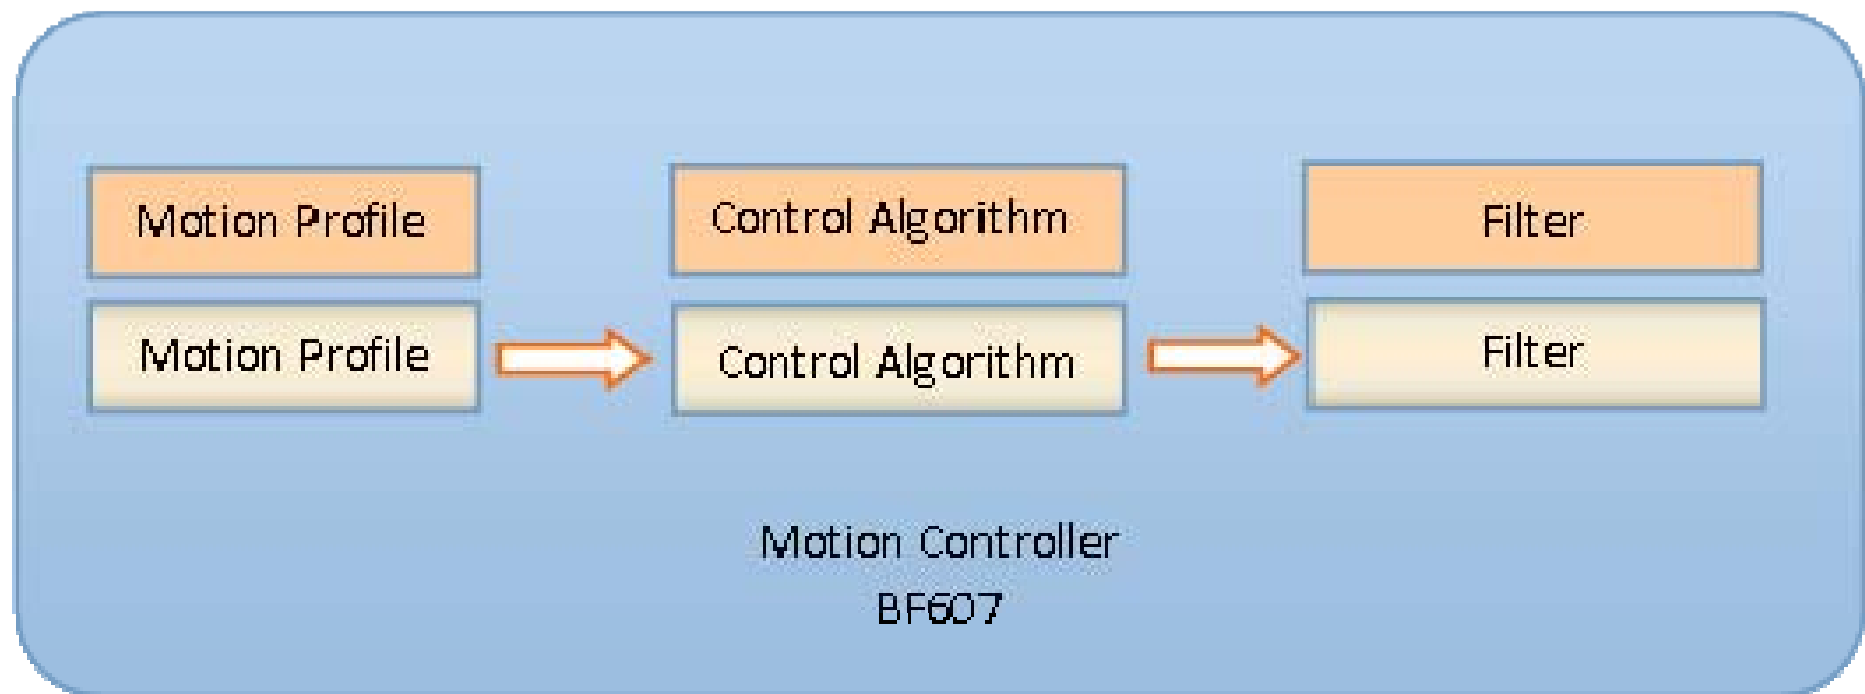 Motion Profile
Control Algorithm
Filter
Motion Profile
Control Algorithm
Filter
Motion Controller
BF607